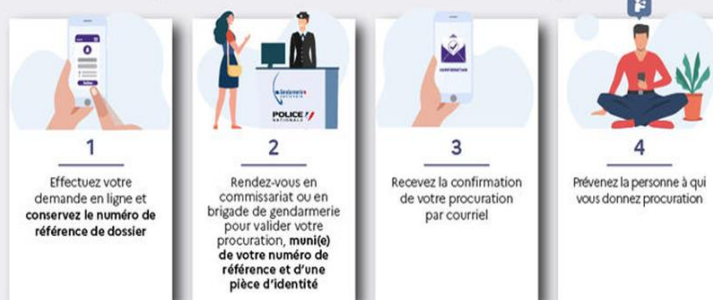 CONFIRMATION
Gendarmerie
POLICE
NATIONALE
1
Effectuez votre
demande en ligne et
conservez le numéro de
référence de dossier
2
Rendez-vous en
commissariat ou en
brigade de gendarmerie
pour valider votre
procuration, muni(e)
de votre numéro de
référence et d'une
pièce d'identité
3
Recevez la confirmation
de votre procuration
par courriel
4
Prévenez la personne à qui
vous donnez procuration